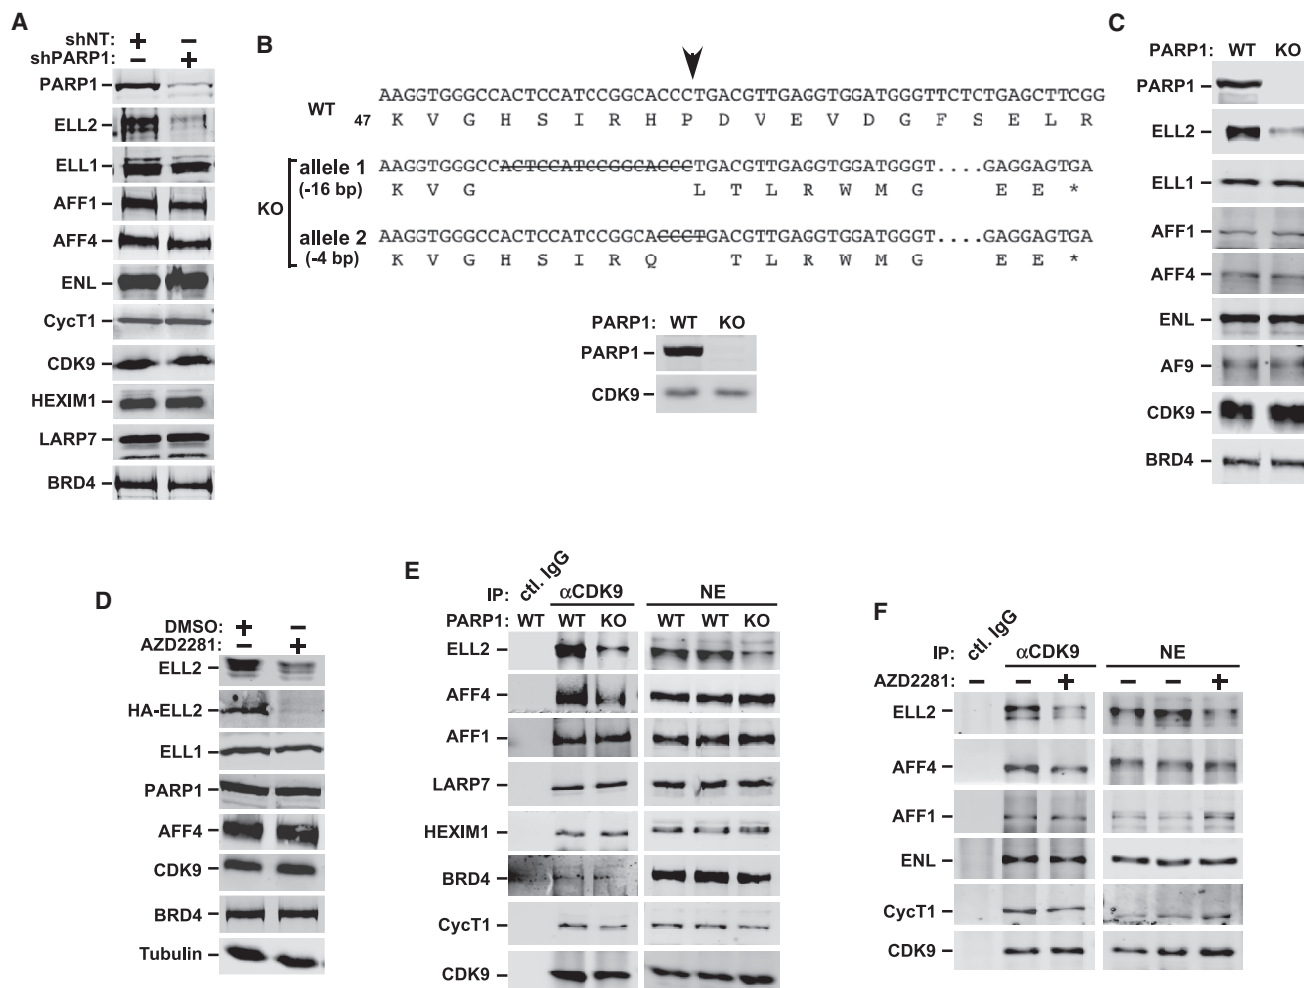 A
shNT: + –
shPARP1: – +
PARP1
ELL2
ELL1
AFF1
AFF4
ENL
CycT1
CDK9
HEXIM1
LARP7
BRD4
B
WT
AAGGTGGGCCACTCCATCCGGCACCCTGACGTTGAGGTGGATGGGTTCTCTGAGCTTCGG
47 K V G H S I R H P D V E V D G F S E L R
KO
allele 1
(-16 bp)
AAGGTGGGCCACTCCATCCGGCACCCTGACGTTGAGGTGGATGGGT....GAGGAGTGA
K V G L T L R W M G E E *
allele 2
(-4 bp)
AAGGTGGGCCACTCCATCCGGCACCCTGACGTTGAGGTGGATGGGT....GAGGAGTGA
K V G H S I R Q T L R W M G E E *
PARP1: WT KO
PARP1
CDK9
C
PARP1: WT KO
PARP1
ELL2
ELL1
AFF1
AFF4
ENL
AF9
CDK9
BRD4
D
DMSO: + –
AZD2281: – +
ELL2
HA-ELL2
ELL1
PARP1
AFF4
CDK9
BRD4
Tubulin
E
IP: ctl. IgG αCDK9 NE
PARP1: WT WT KO WT WT KO
ELL2
AFF4
AFF1
LARP7
HEXIM1
BRD4
CycT1
CDK9
F
IP: ctl. IgG αCDK9 NE
AZD2281: – – + – – +
ELL2
AFF4
AFF1
ENL
CycT1
CDK9